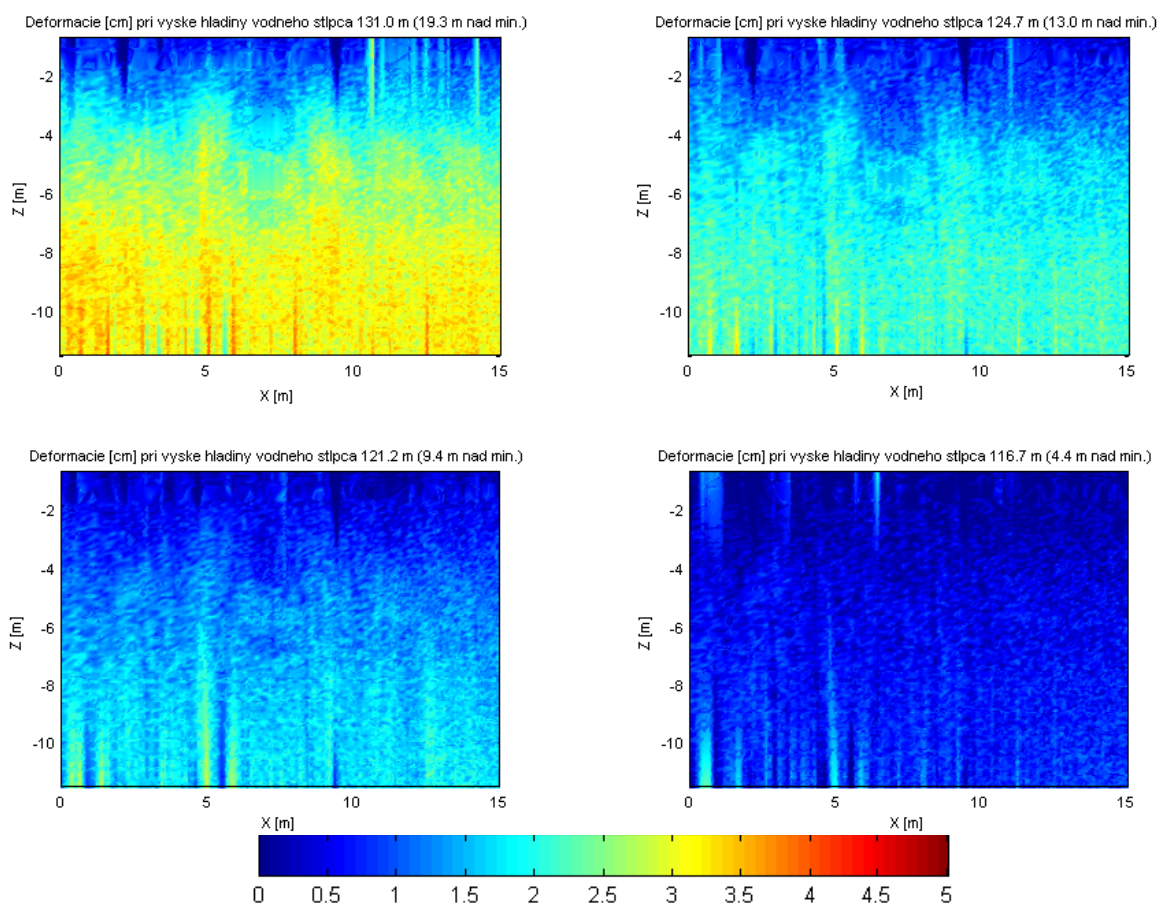 Deformacie [cm] pri vyske hladiny vodneho stlpca 131.0 m (19.3 m nad min.)
-2
-4
-6
-8
-10
Z [m]
0 5 10 15
X [m]
Deformacie [cm] pri vyske hladiny vodneho stlpca 124.7 m (13.0 m nad min.)
-2
-4
-6
-8
-10
Z [m]
0 5 10 15
X [m]
Deformacie [cm] pri vyske hladiny vodneho stlpca 121.2 m (9.4 m nad min.)
-2
-4
-6
-8
-10
Z [m]
0 5 10 15
X [m]
Deformacie [cm] pri vyske hladiny vodneho stlpca 116.7 m (4.4 m nad min.)
-2
-4
-6
-8
-10
Z [m]
0 5 10 15
X [m]
0 0.5 1 1.5 2 2.5 3 3.5 4 4.5 5